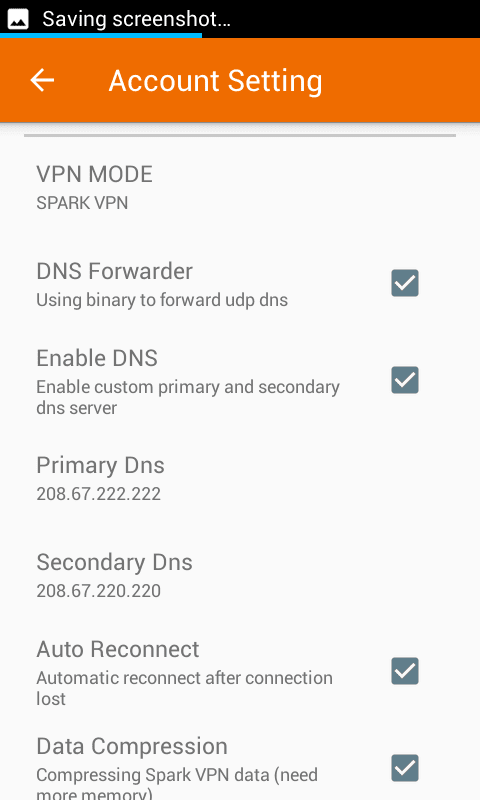 Saving screenshot...
Account Setting
VPN MODE
SPARK VPN
DNS Forwarder
Using binary to forward udp dns
Enable DNS
Enable custom primary and secondary
dns server
Primary Dns
208.67.222.222
Secondary Dns
208.67.220.220
Auto Reconnect
Automatic reconnect after connection
lost
Data Compression
Compressing Spark VPN data (need
more memory)